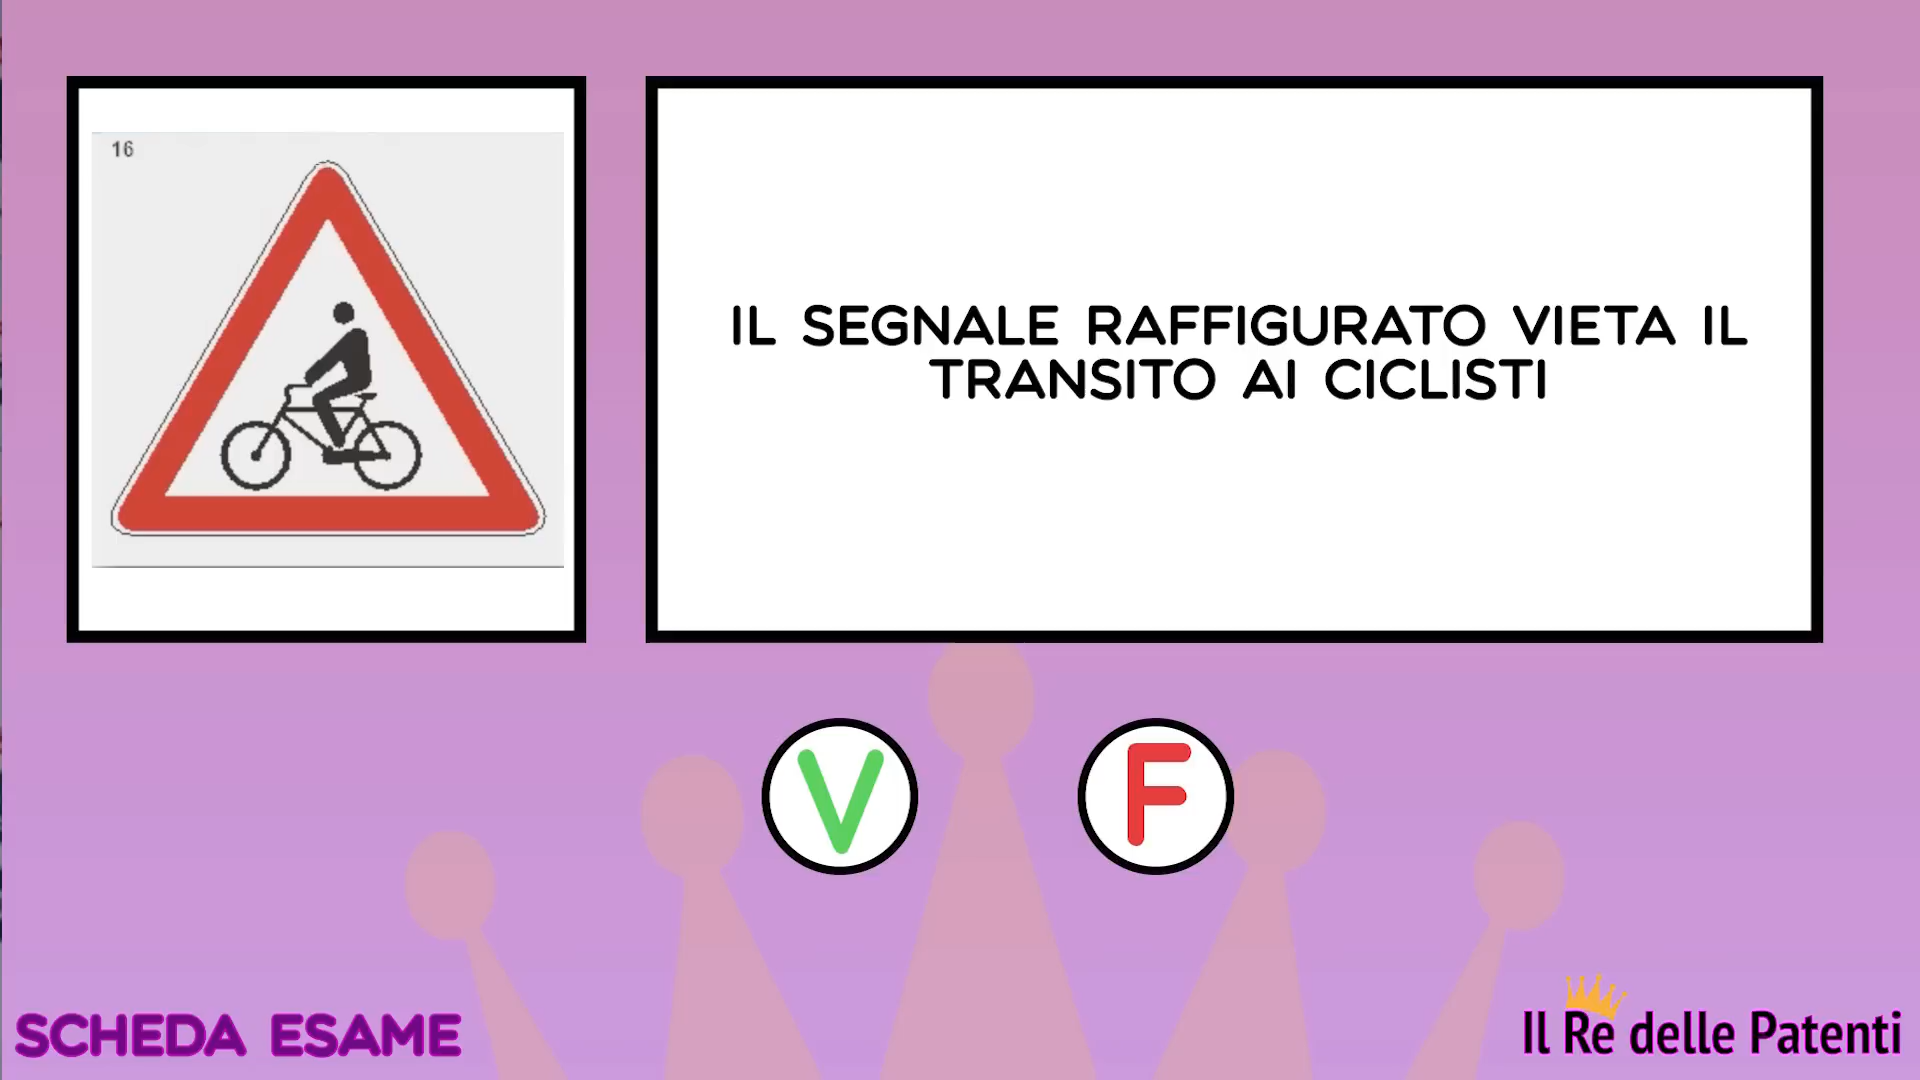 16
IL SEGNALE RAFFIGURATO VIETA IL
TRANSITO AI CICLISTI
V
F
SCHEDA ESAME
Il Re delle Patenti